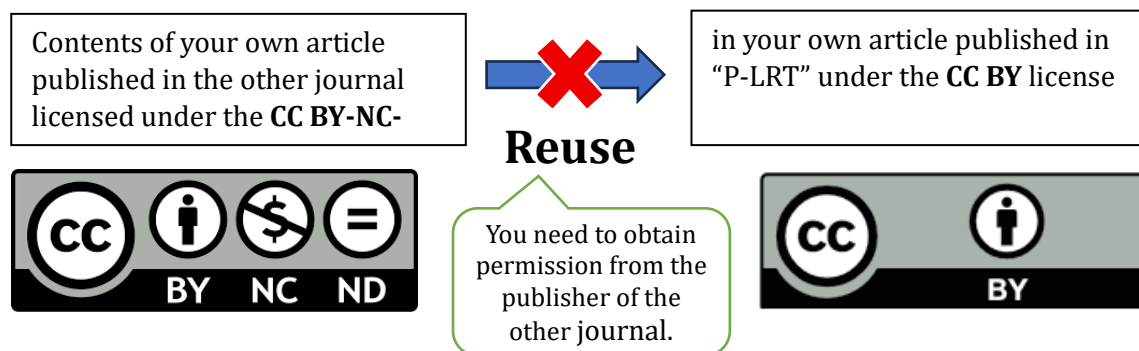 Contents of your own article
published in the other journal
licensed under the CC BY-NC-
Reuse
in your own article published in
“P-LRT” under the CC BY license
You need to obtain
permission from the
publisher of the
other journal.
CC
BY NC ND
CC
BY